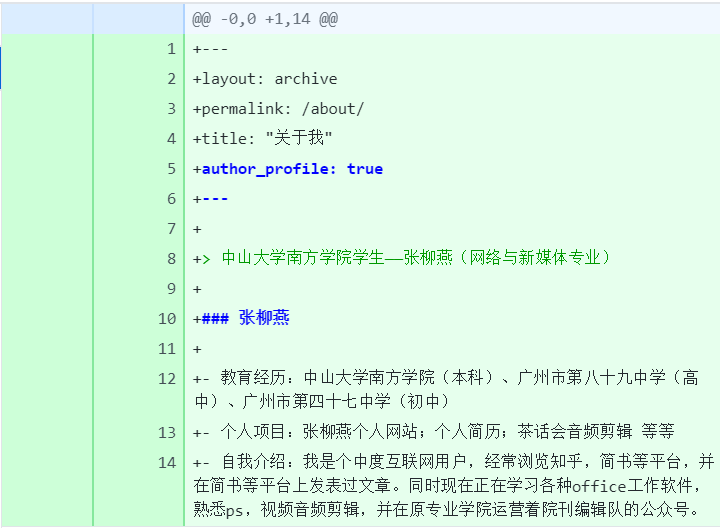 @@ -0,0 +1,14 @@
1 +---
2 +layout: archive
3 +permalink: /about/
4 +title: "关于我"
5 +author_profile: true
6 +---
7 +
8 +> 中山大学南方学院学生——张柳燕（网络与新媒体专业）
9 +
10 +### 张柳燕
11 +
12 +- 教育经历：中山大学南方学院（本科）、广州市第八十九中学（高
中）、广州市第四十七中学（初中）
13 +- 个人项目：张柳燕个人网站；个人简历；茶话会音频剪辑 等等
14 +- 自我介绍：我是个中度互联网用户，经常浏览知乎，简书等平台，并
在简书等平台上发表过文章。同时现在正在学习各种office工作软件，
熟悉ps，视频音频剪辑，并在原专业学院运营着院刊编辑队的公众号。